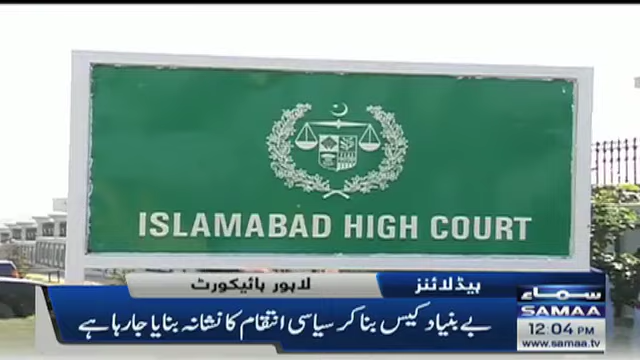 ISLAMABAD HIGH COURT
ہیڈلائنز
لاہور ہائیکورٹ
بے بنیاد کیس بنا کر سیاسی انتقام کا نشانہ بنایا جا رہا ہے
سماء
SAMAA
12:04 PM
www.samaa.tv